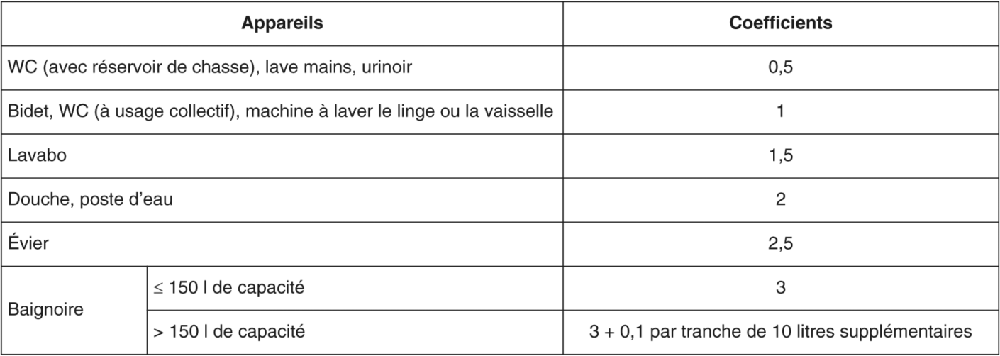 Appareils Coefficients
WC (avec réservoir de chasse), lave mains, urinoir 0,5
Bidet, WC (à usage collectif), machine à laver le linge ou la vaisselle 1
Lavabo 1,5
Douche, poste d’eau 2
Évier 2,5
Baignoire
≤ 150 l de capacité 3
> 150 l de capacité 3 + 0,1 par tranche de 10 litres supplémentaires